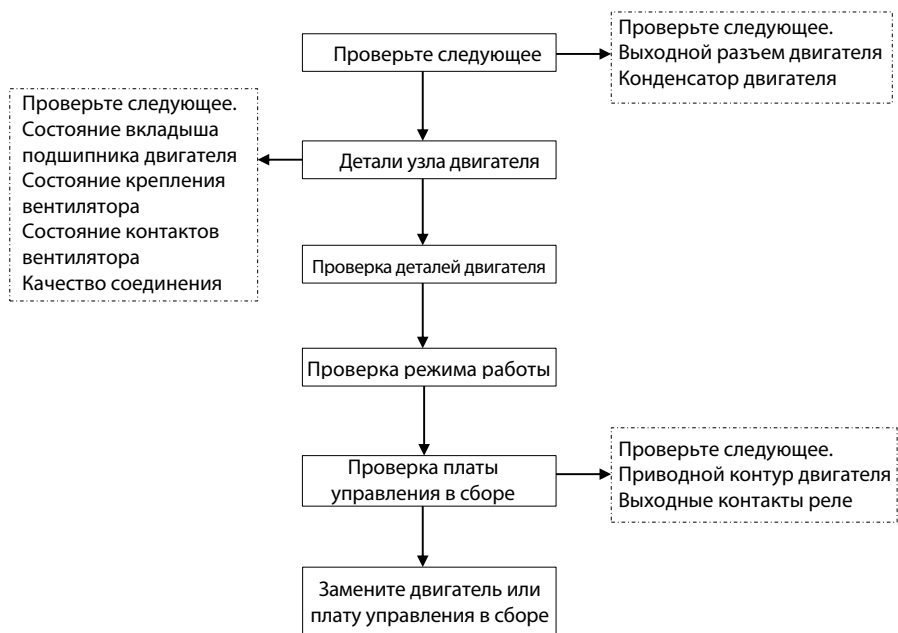 Проверьте следующее
Проверьте следующее.
Выходной разъем двигателя
Конденсатор двигателя
Проверьте следующее.
Состояние вкладыша
подшипника двигателя
Состояние крепления
вентилятора
Состояние контактов
вентилятора
Качество соединения
Детали узла двигателя
Проверка деталей двигателя
Проверка режима работы
Проверка платы
управления в сборе
Проверьте следующее.
Приводной контур двигателя
Выходные контакты реле
Замените двигатель или
плату управления в сборе